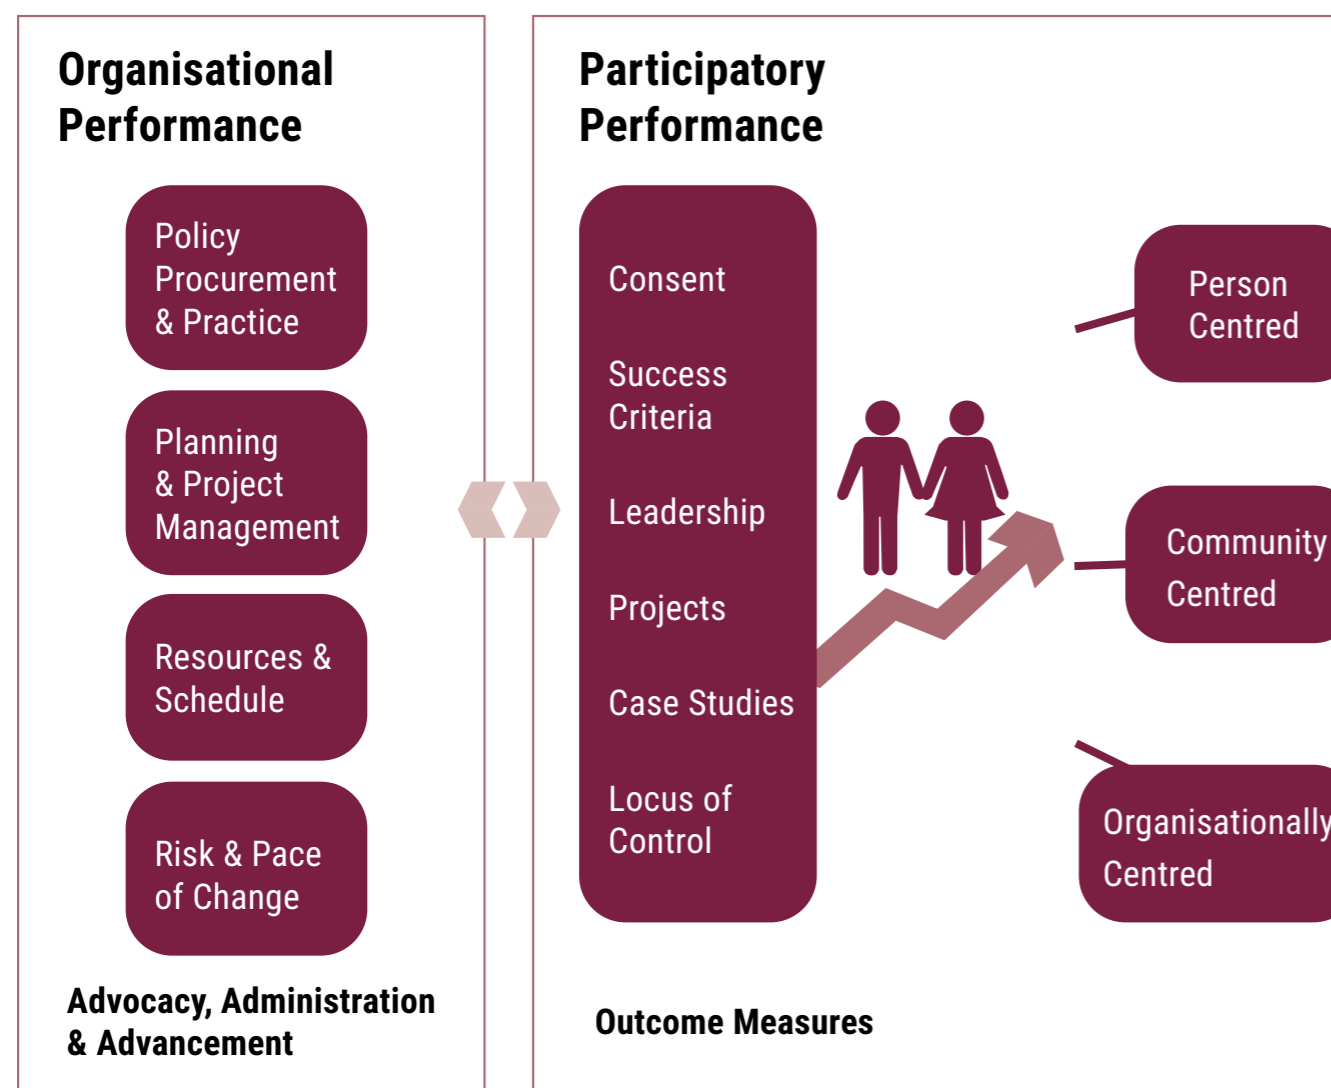 Organisational
Performance
Policy
Procurement
& Practice
Planning
& Project
Management
Resources &
Schedule
Risk & Pace
of Change
Advocacy, Administration
& Advancement
Participatory
Performance
Consent
Success
Criteria
Leadership
Projects
Case Studies
Locus of
Control
Person
Centred
Community
Centred
Organisationally
Centred
Outcome Measures